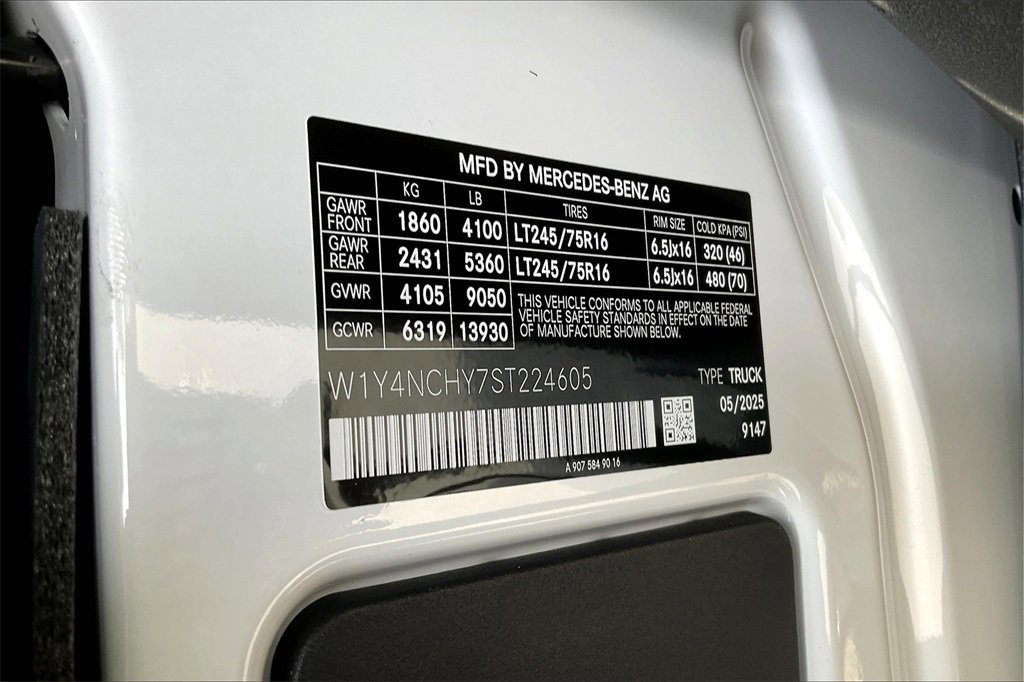 MFD BY MERCEDES-BENZ AG
KG LB TIRES RIM SIZE COLD KPA (PSI)
GAWR FRONT 1860 4100 LT245/75R16 6.5Jx16 320 (46)
GAWR REAR 2431 5360 LT245/75R16 6.5Jx16 480 (70)
GVWR 4105 9050
GCWR 6319 13930
THIS VEHICLE CONFORMS TO ALL APPLICABLE FEDERAL
VEHICLE SAFETY STANDARDS IN EFFECT ON THE DATE
OF MANUFACTURE SHOWN BELOW.
W1Y4NCHY7ST224605
TYPE TRUCK
05/2025
9147
A 907 584 90 16